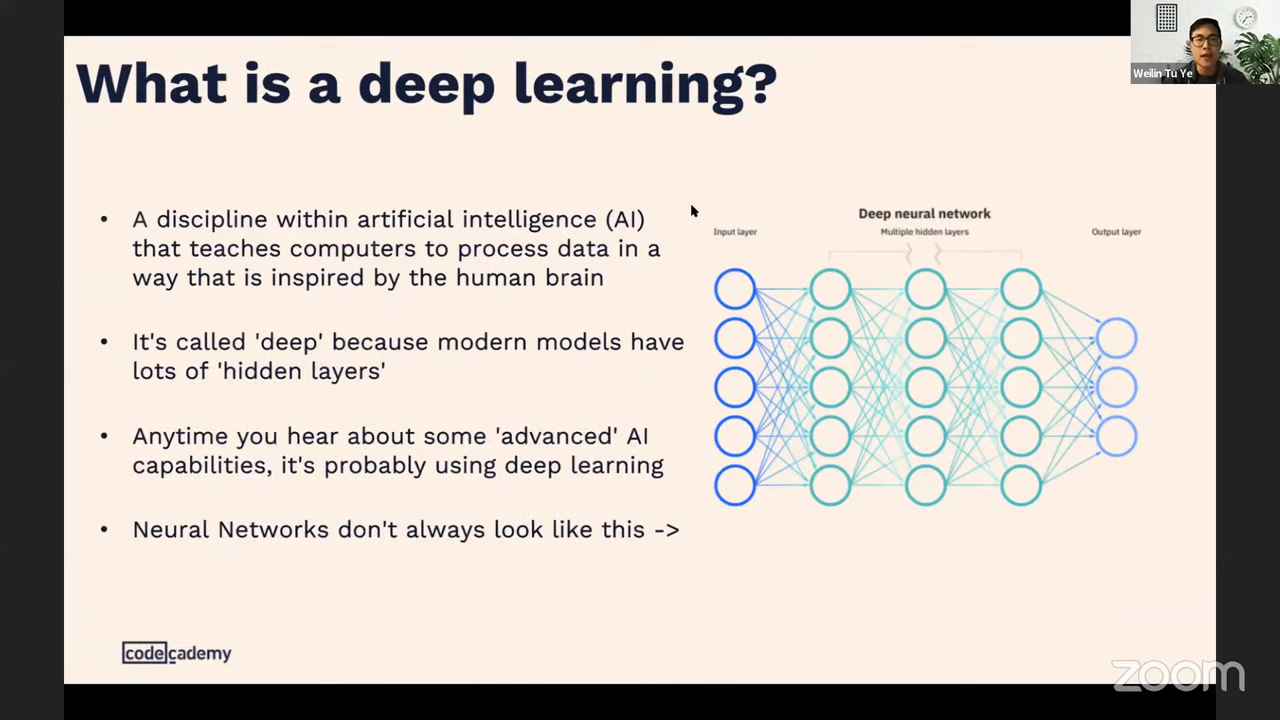 What is a deep learning?
Weilin Tu Ye
• A discipline within artificial intelligence (AI)
that teaches computers to process data in a
way that is inspired by the human brain
• It's called 'deep' because modern models have
lots of 'hidden layers'
• Anytime you hear about some 'advanced' AI
capabilities, it's probably using deep learning
• Neural Networks don't always look like this ->
Deep neural network
Input layer
Multiple hidden layers
Output layer
codecademy
zoom